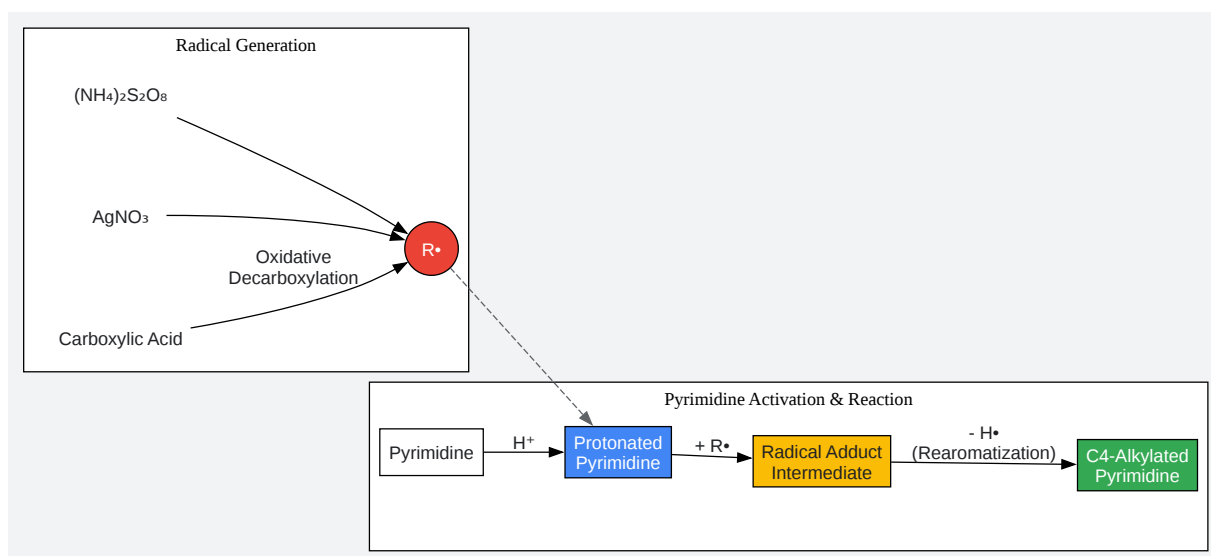 Radical Generation
(NH₄)₂S₂O₈
AgNO₃
R•
Oxidative
Decarboxylation
Carboxylic Acid
Pyrimidine Activation & Reaction
Pyrimidine
H⁺
Protonated
Pyrimidine
+ R•
Radical Adduct
Intermediate
- H•
(Rearomatization)
C4-Alkylated
Pyrimidine